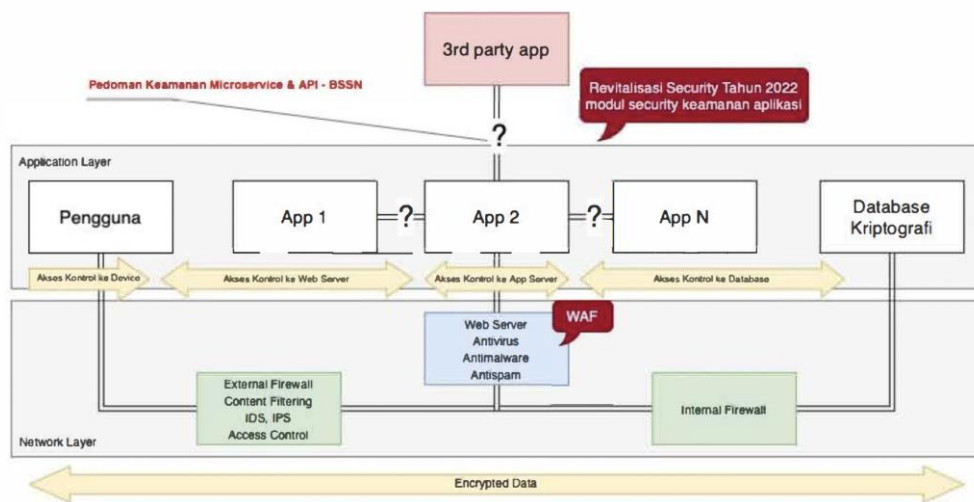 3rd party app
Pedoman Keamanan Microservice & API - BSSN
Revitalisasi Security Tahun 2022
modul security keamanan aplikasi
?
Application Layer
Pengguna
App 1
?
App 2
?
App N
Database
Kriptografi
Akses Kontrol ke Device
Akses Kontrol ke Web Server
Akses Kontrol ke App Server
Akses Kontrol ke Database
Web Server
Antivirus
Antimalware
Antispam
WAF
External Firewall
Content Filtering
IDS, IPS
Access Control
Internal Firewall
Network Layer
Encrypted Data